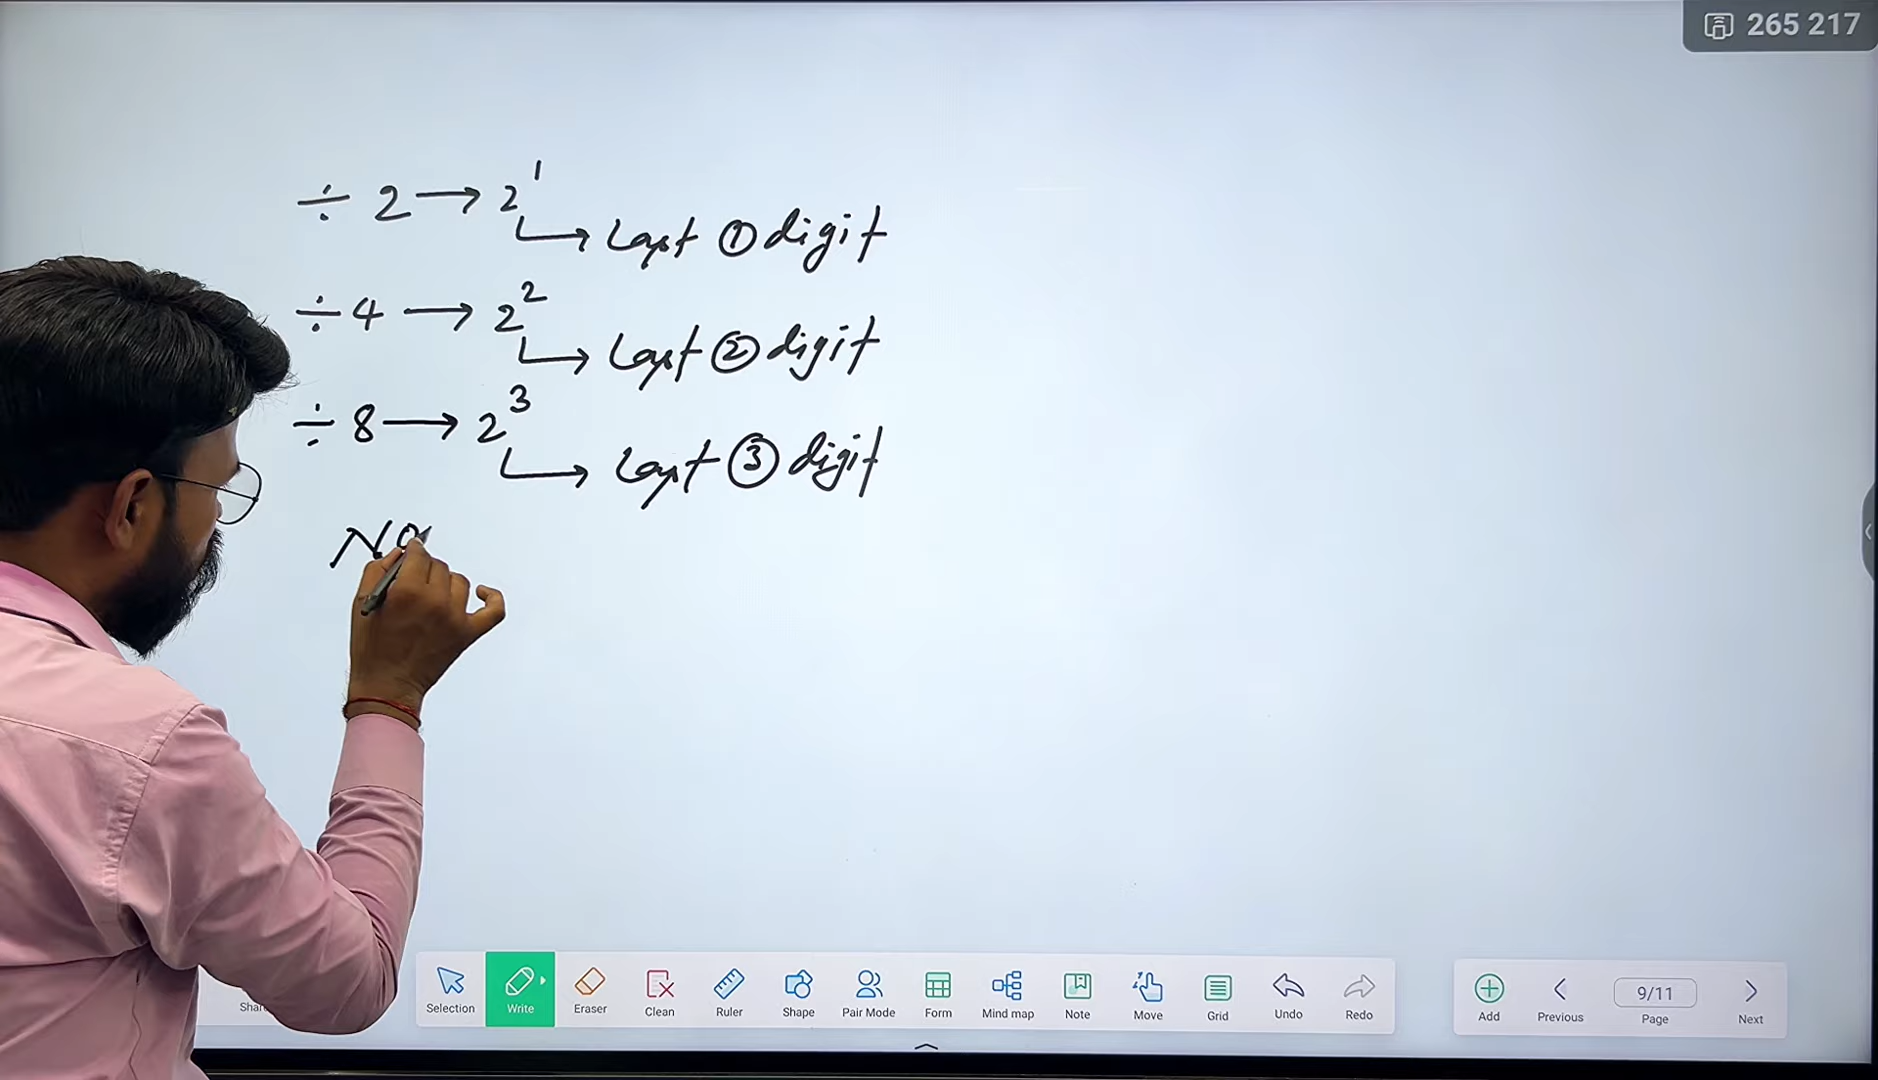 265 217
÷ 2 → 2¹
↳ Last ① digit
÷ 4 → 2²
↳ Last ② digit
÷ 8 → 2³
↳ Last ③ digit
Selection
Write
Eraser
Clean
Ruler
Shape
Pair Mode
Form
Mind map
Note
Move
Grid
Undo
Redo
Add
Previous
9/11
Page
Next